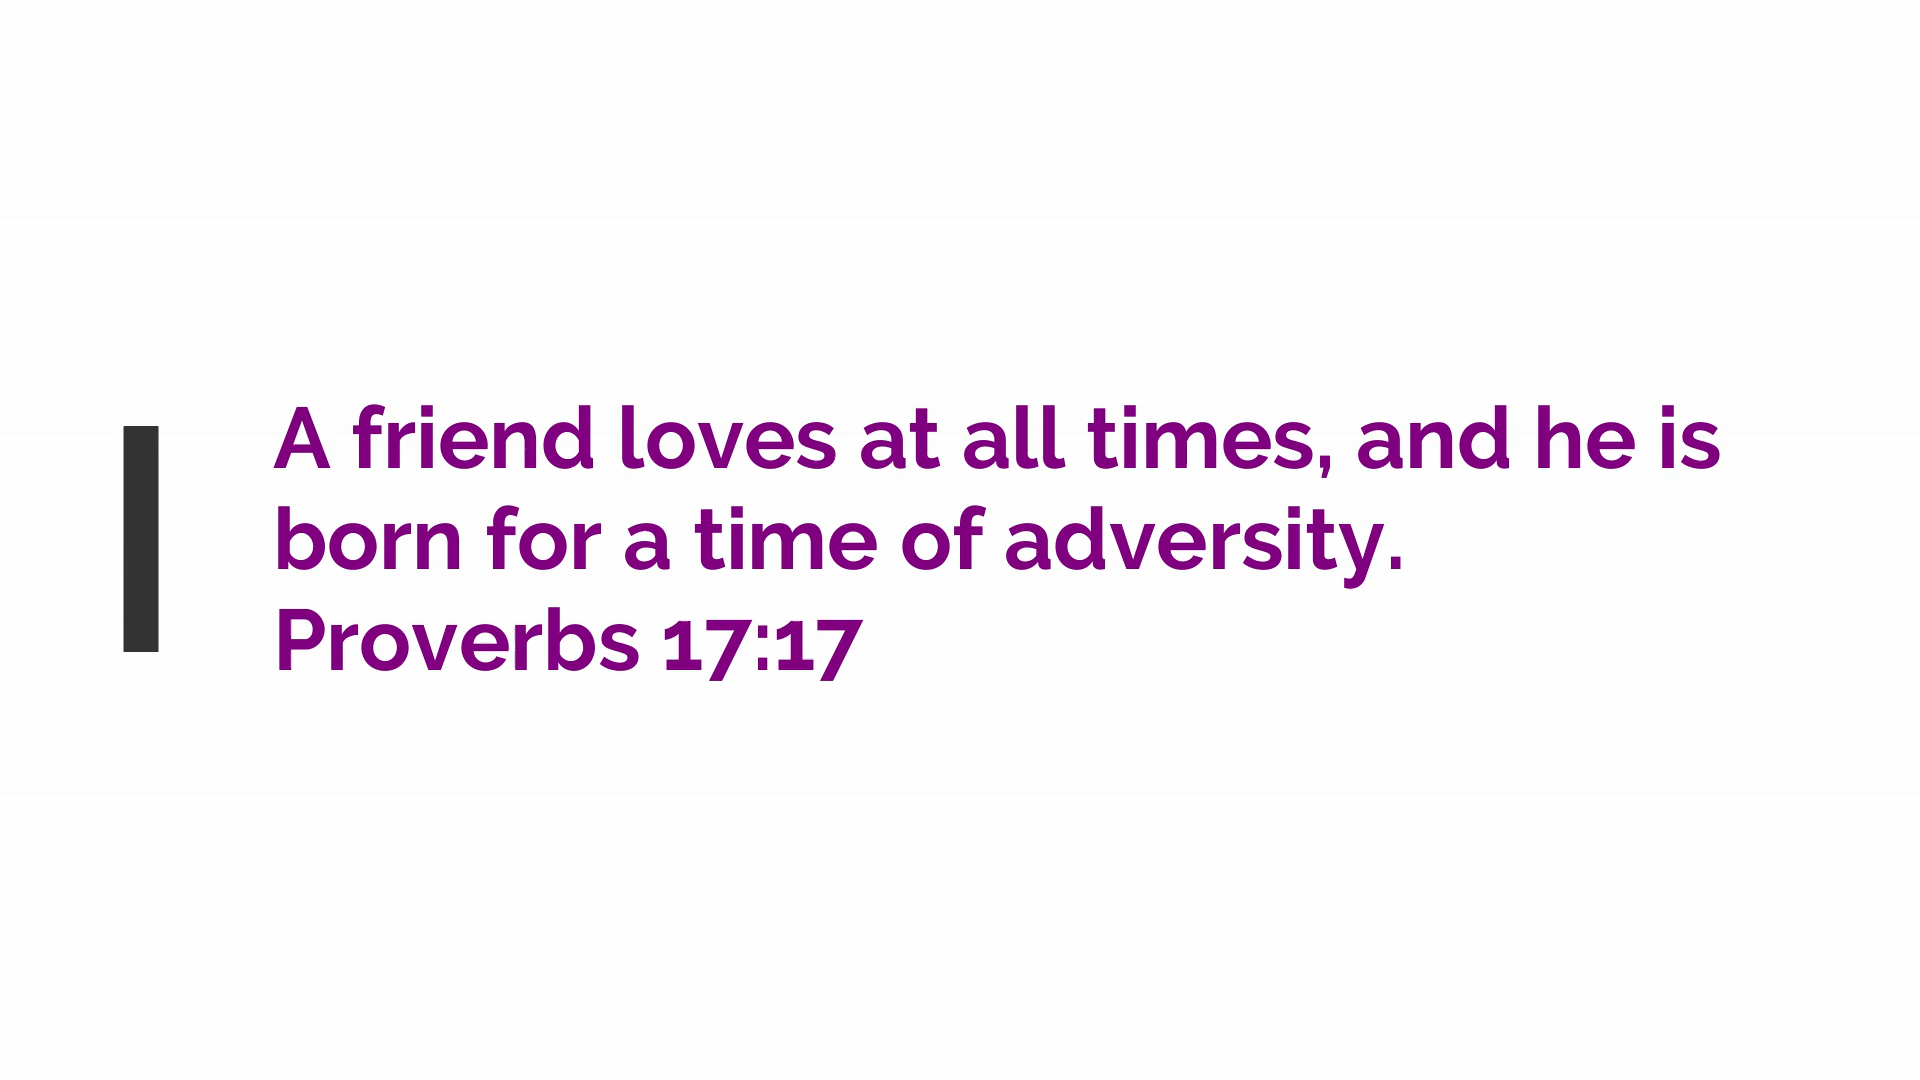 A friend loves at all times, and he is
born for a time of adversity.
Proverbs 17:17